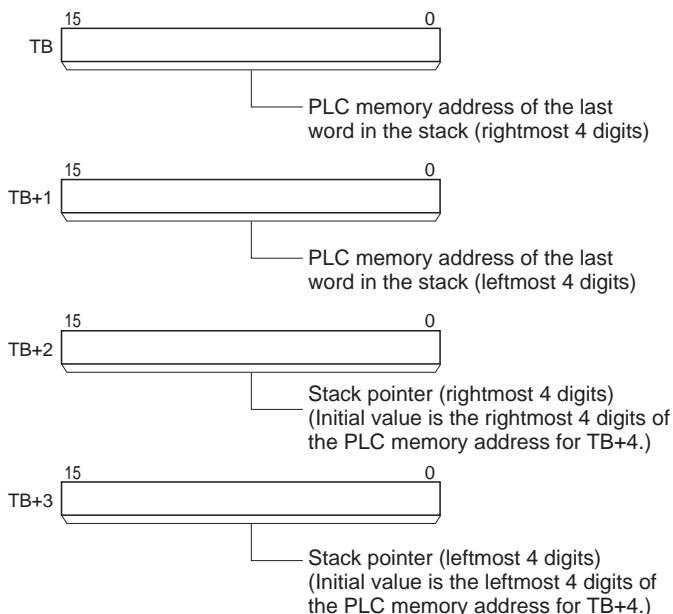 15 0
TB
PLC memory address of the last
word in the stack (rightmost 4 digits)
15 0
TB+1
PLC memory address of the last
word in the stack (leftmost 4 digits)
15 0
TB+2
Stack pointer (rightmost 4 digits)
(Initial value is the rightmost 4 digits of
the PLC memory address for TB+4.)
15 0
TB+3
Stack pointer (leftmost 4 digits)
(Initial value is the leftmost 4 digits of
the PLC memory address for TB+4.)